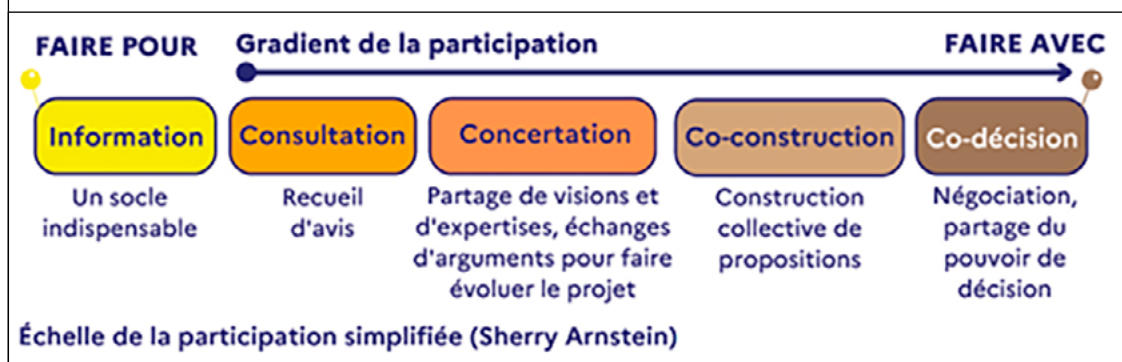 FAIRE POUR
Gradient de la participation
FAIRE AVEC
Information
Un socle
indispensable
Consultation
Recueil
d'avis
Concertation
Partage de visions et
d'expertises, échanges
d'arguments pour faire
évoluer le projet
Co-construction
Construction
collective de
propositions
Co-décision
Négociation,
partage du
pouvoir de
décision
Échelle de la participation simplifiée (Sherry Arnstein)